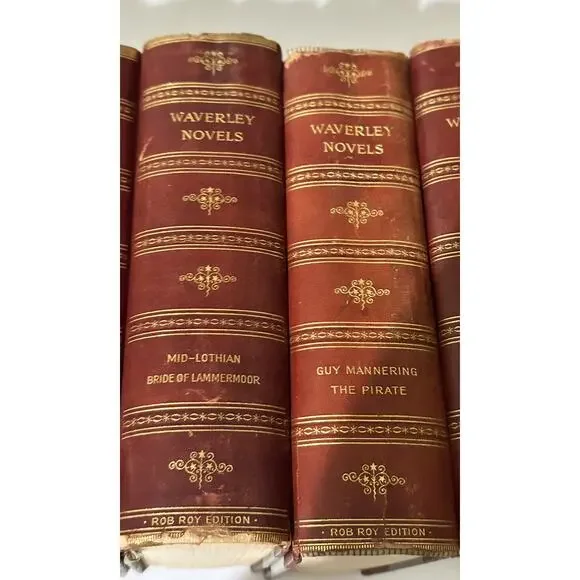 WAVERLEY
NOVELS
MID-LOTHIAN
BRIDE OF LAMMERMOOR
· ROB ROY EDITION ·
WAVERLEY
NOVELS
GUY MANNERING
THE PIRATE
· ROB ROY EDITION ·
W